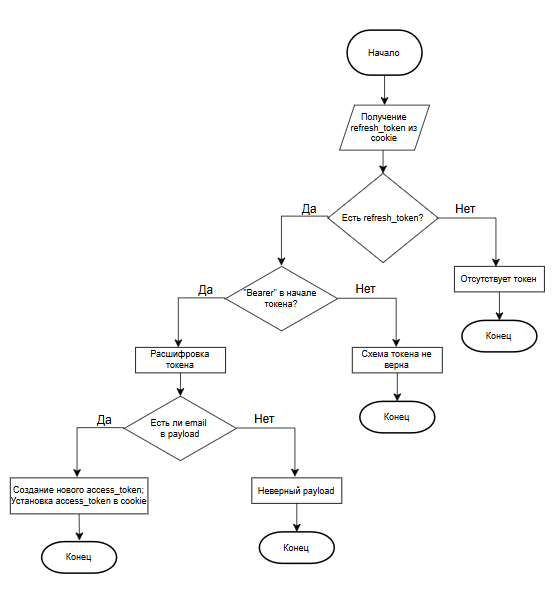 Начало
Получение
refresh_token из
cookie
Есть refresh_token?
Да
Нет
Отсутствует токен
Конец
"Bearer" в начале
токена?
Да
Нет
Расшифровка
токена
Схема токена не
верна
Конец
Есть ли email
в payload
Да
Нет
Создание нового access_token;
Установка access_token в cookie
Неверный payload
Конец
Конец